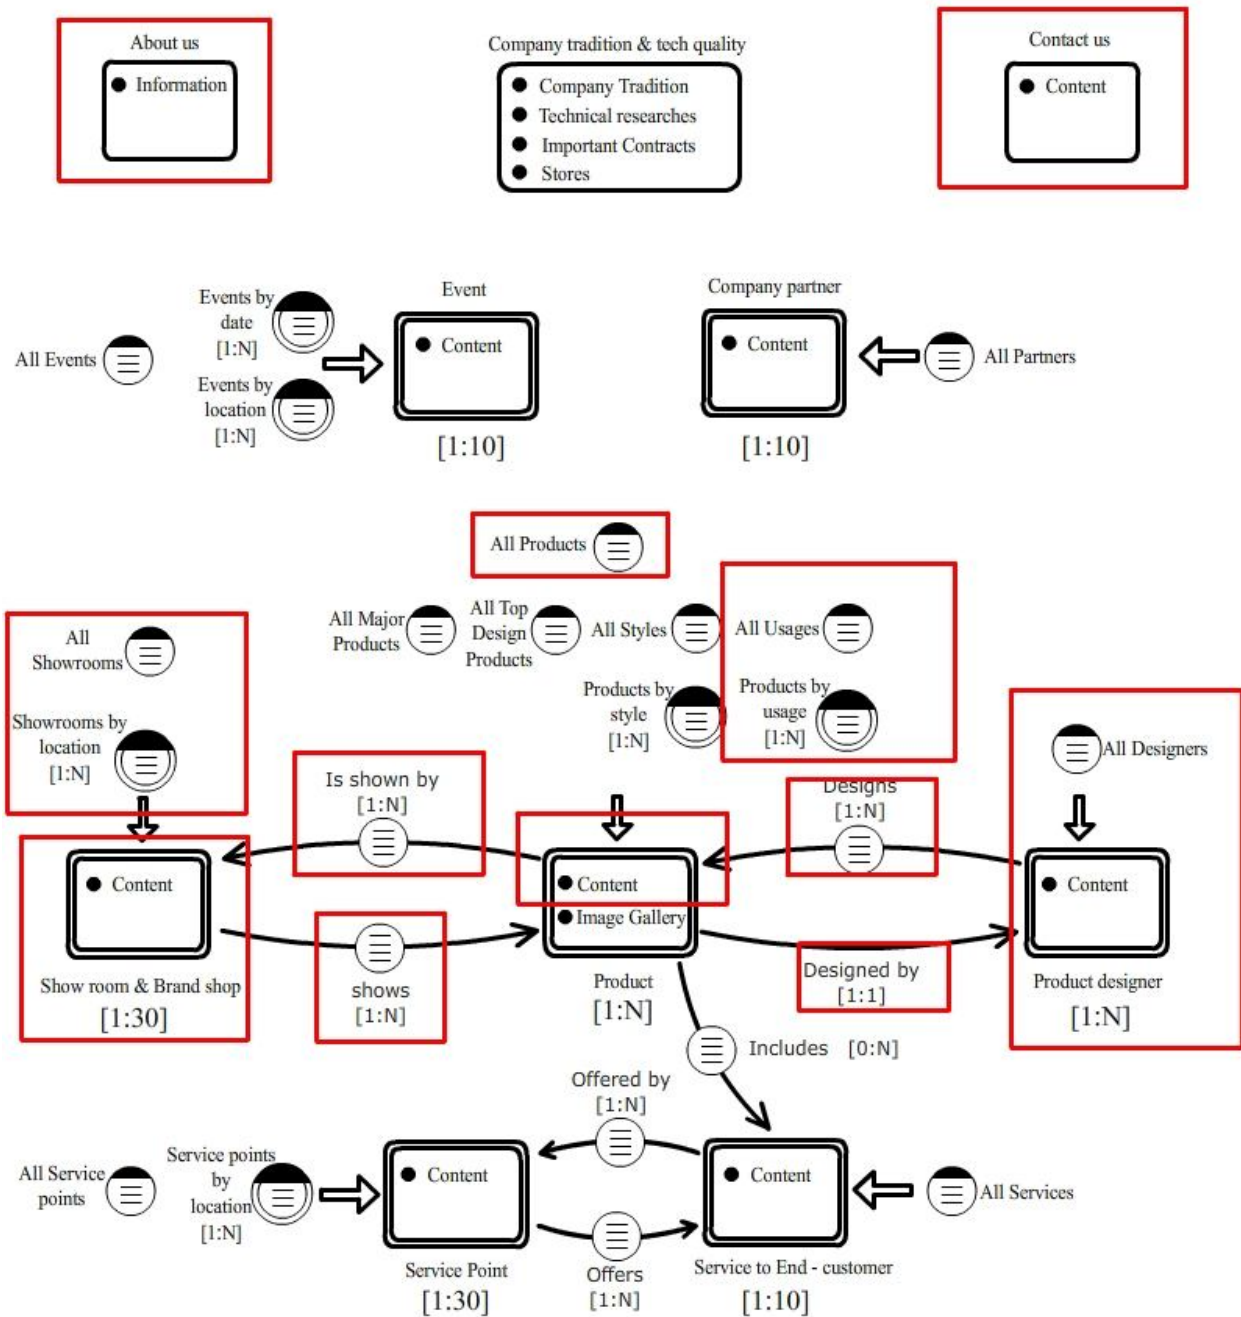 About us
Information
Company tradition & tech quality
Company Tradition
Technical researches
Important Contracts
Stores
Contact us
Content
All Events
Events by
date
[1:N]
Events by
location
[1:N]
Event
Content
[1:10]
Company partner
Content
[1:10]
All Partners
All Products
All Major
Products
All Top
Design
Products
All Styles
All Usages
Products by
style
[1:N]
Products by
usage
[1:N]
All
Showrooms
Showrooms by
location
[1:N]
All Designers
Is shown by
[1:N]
Designs
[1:N]
Content
Content
Image Gallery
Content
Show room & Brand shop
[1:30]
shows
[1:N]
Product
[1:N]
Designed by
[1:1]
Product designer
[1:N]
Includes [0:N]
Offered by
[1:N]
All Service
points
Service points
by
location
[1:N]
Content
Service Point
[1:30]
Offers
[1:N]
Content
Service to End - customer
[1:10]
All Services